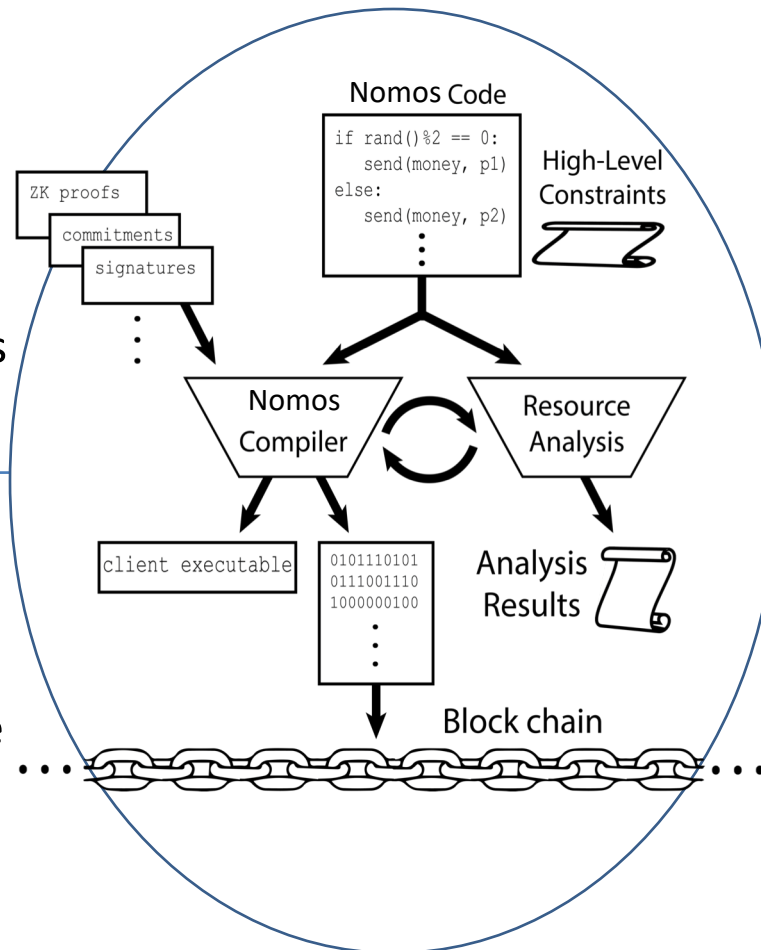 Nomos Code
if rand()%2 == 0:
send(money, p1)
else:
send(money, p2)
High-Level
Constraints
ZK proofs
commitments
signatures
s
Nomos
Compiler
Resource
Analysis
client executable
0101110101
0111001110
1000000100
Analysis
Results
e
Block chain